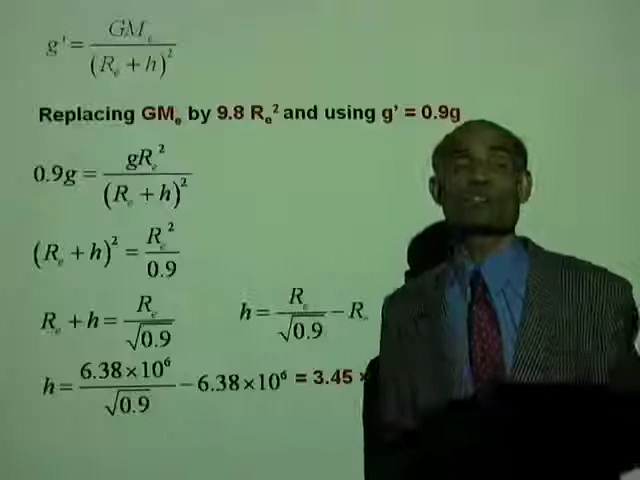 g' = GMₑ / (Rₑ + h)²
Replacing GMₑ by 9.8 Rₑ² and using g' = 0.9g
0.9g = gRₑ² / (Rₑ + h)²
(Rₑ + h)² = Rₑ² / 0.9
Rₑ + h = Rₑ / √0.9    h = Rₑ / √0.9 − Rₑ
h = 6.38×10⁶ / √0.9 − 6.38×10⁶ = 3.45